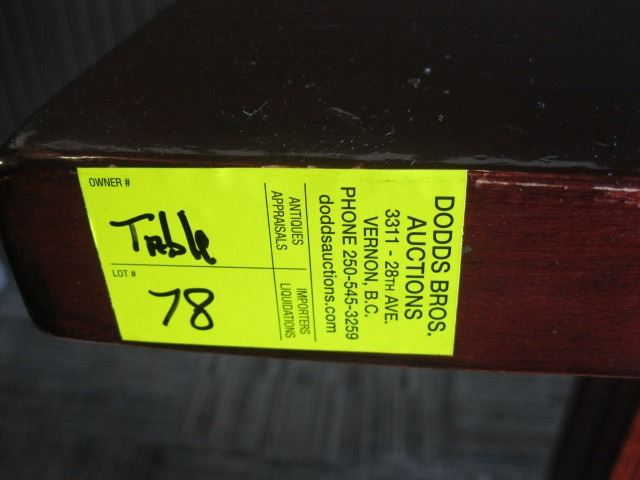 OWNER #
Table
LOT #
78
ANTIQUES
APPRAISALS
IMPORTERS
LIQUIDATIONS
DODDS BROS.
AUCTIONS
3311 - 28TH AVE.
VERNON, B.C.
PHONE 250-545-3259
doddsauctions.com